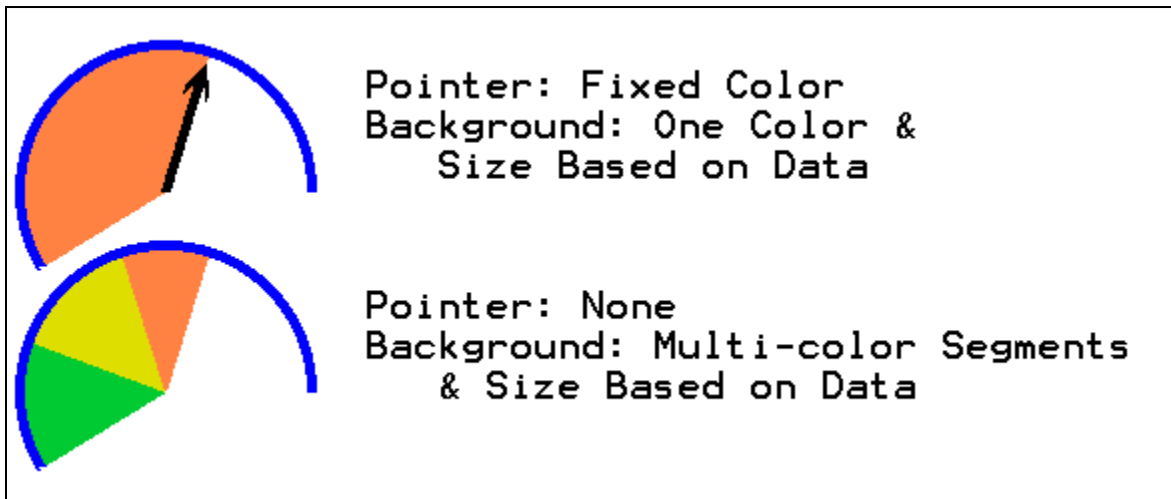 Pointer: Fixed Color
Background: One Color &
Size Based on Data
Pointer: None
Background: Multi-color Segments
& Size Based on Data